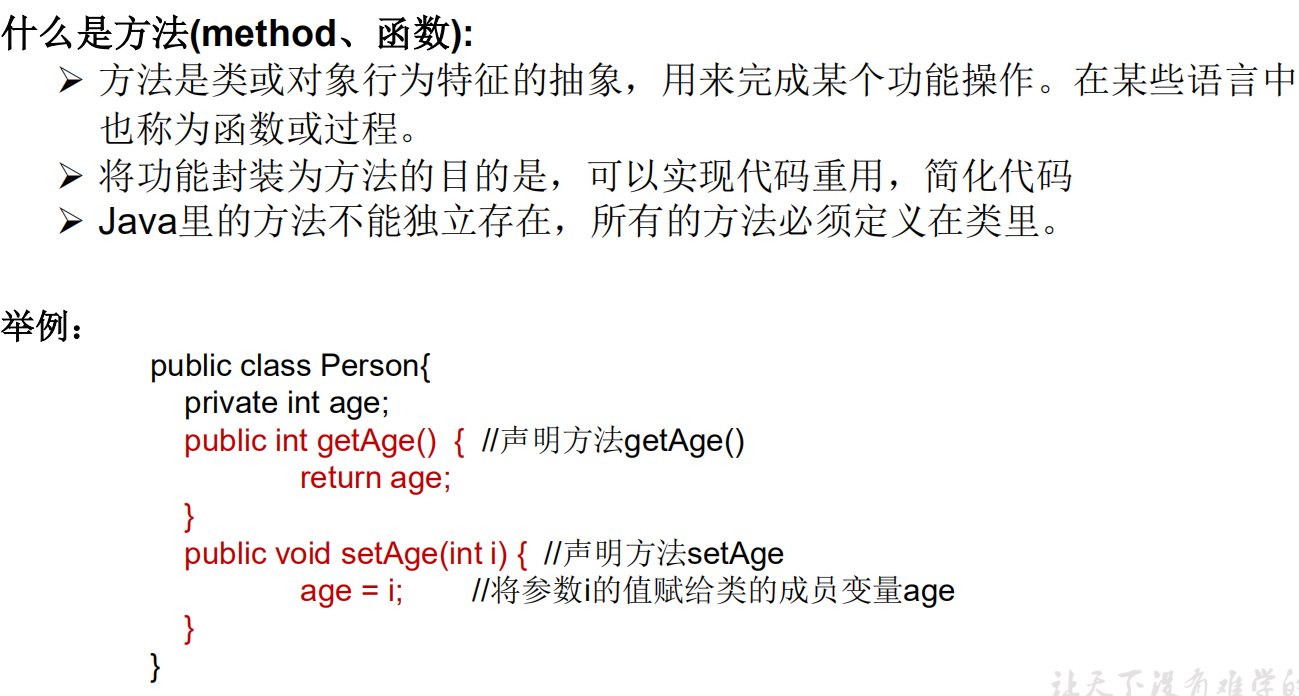 什么是方法(method、函数):
➢ 方法是类或对象行为特征的抽象，用来完成某个功能操作。在某些语言中
也称为函数或过程。
➢ 将功能封装为方法的目的是，可以实现代码重用，简化代码
➢ Java里的方法不能独立存在，所有的方法必须定义在类里。
举例：
public class Person{
private int age;
public int getAge() { //声明方法getAge()
return age;
}
public void setAge(int i) { //声明方法setAge
age = i; //将参数i的值赋给类的成员变量age
}
}
让天下没有难学的